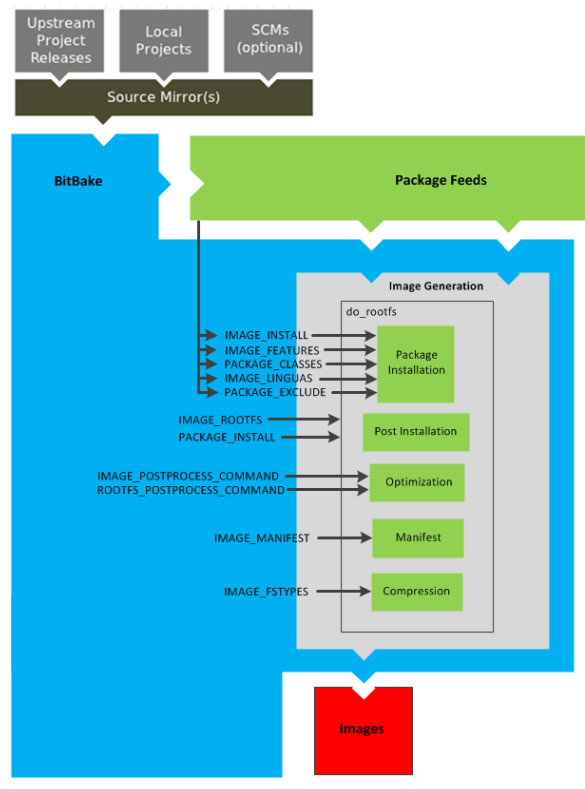 Upstream
Project
Releases
Local
Projects
SCMs
(optional)
Source Mirror(s)
BitBake
Package Feeds
Image Generation
do_rootfs
IMAGE_INSTALL
IMAGE_FEATURES
PACKAGE_CLASSES
IMAGE_LINGUAS
PACKAGE_EXCLUDE
Package
Installation
IMAGE_ROOTFS
PACKAGE_INSTALL
Post Installation
IMAGE_POSTPROCESS_COMMAND
ROOTFS_POSTPROCESS_COMMAND
Optimization
IMAGE_MANIFEST
Manifest
IMAGE_FSTYPES
Compression
Images